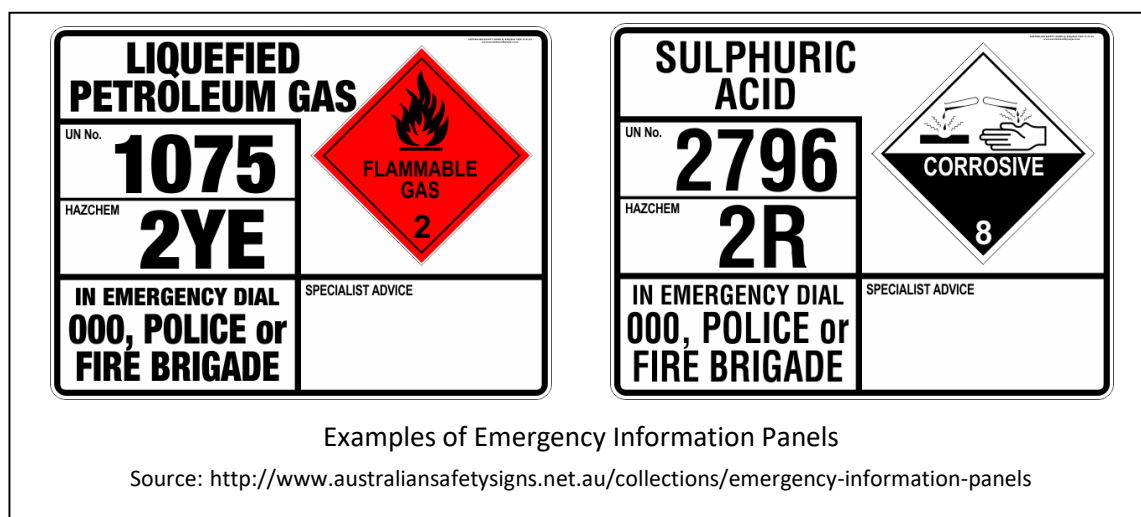 LIQUEFIED
PETROLEUM GAS
UN No.
1075
HAZCHEM
2YE
FLAMMABLE
GAS
2
IN EMERGENCY DIAL
000, POLICE or
FIRE BRIGADE
SPECIALIST ADVICE
SULPHURIC
ACID
UN No.
2796
HAZCHEM
2R
CORROSIVE
8
IN EMERGENCY DIAL
000, POLICE or
FIRE BRIGADE
SPECIALIST ADVICE
Examples of Emergency Information Panels
Source: http://www.australiansafetysigns.net.au/collections/emergency-information-panels